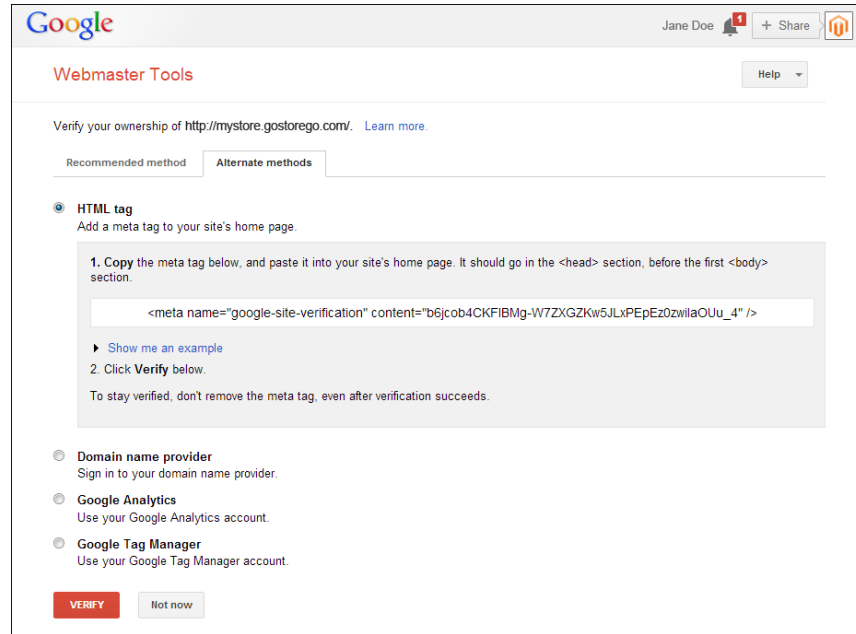 Google
Jane Doe 1 + Share
Webmaster Tools
Help
Verify your ownership of http://mystore.gostorego.com/. Learn more.
Recommended method Alternate methods
HTML tag
Add a meta tag to your site's home page.
1. Copy the meta tag below, and paste it into your site's home page. It should go in the <head> section, before the first <body>
section.
<meta name="google-site-verification" content="b6jcob4CKFIBMg-W7ZXGZKw5JLxPEpEz0zwilaOUu_4" />
Show me an example
2. Click Verify below.
To stay verified, don't remove the meta tag, even after verification succeeds.
Domain name provider
Sign in to your domain name provider.
Google Analytics
Use your Google Analytics account.
Google Tag Manager
Use your Google Tag Manager account.
VERIFY Not now